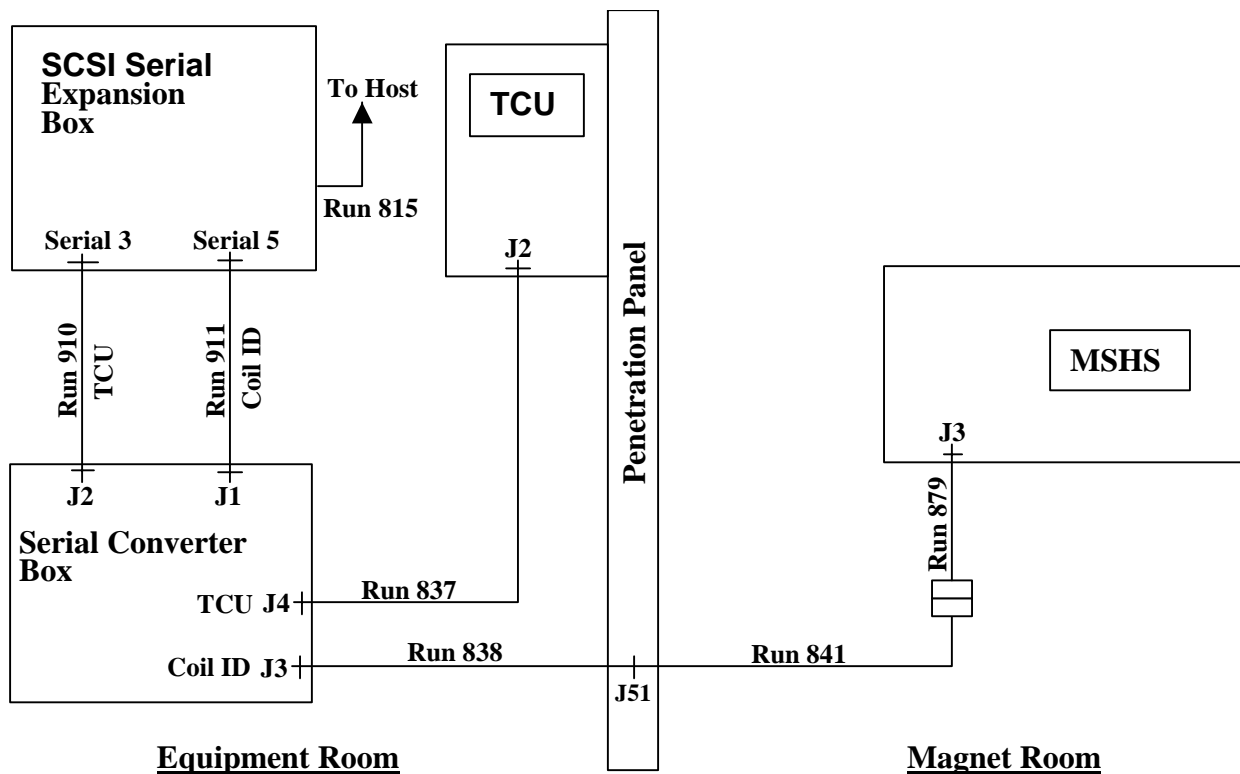 SCSI Serial
Expansion
Box
To Host
Run 815
Serial 3
Serial 5
TCU
J2
Penetration Panel
MSHS
J3
Run 879
Run 910
TCU
Run 911
Coil ID
J2
J1
Serial Converter
Box
TCU J4
Run 837
Coil ID J3
Run 838
J51
Run 841
Equipment Room
Magnet Room